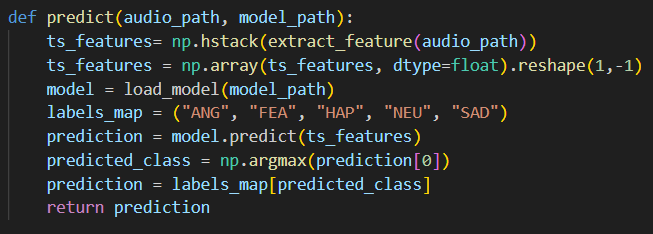 def predict(audio_path, model_path):
    ts_features= np.hstack(extract_feature(audio_path))
    ts_features = np.array(ts_features, dtype=float).reshape(1,-1)
    model = load_model(model_path)
    labels_map = ("ANG", "FEA", "HAP", "NEU", "SAD")
    prediction = model.predict(ts_features)
    predicted_class = np.argmax(prediction[0])
    prediction = labels_map[predicted_class]
    return prediction